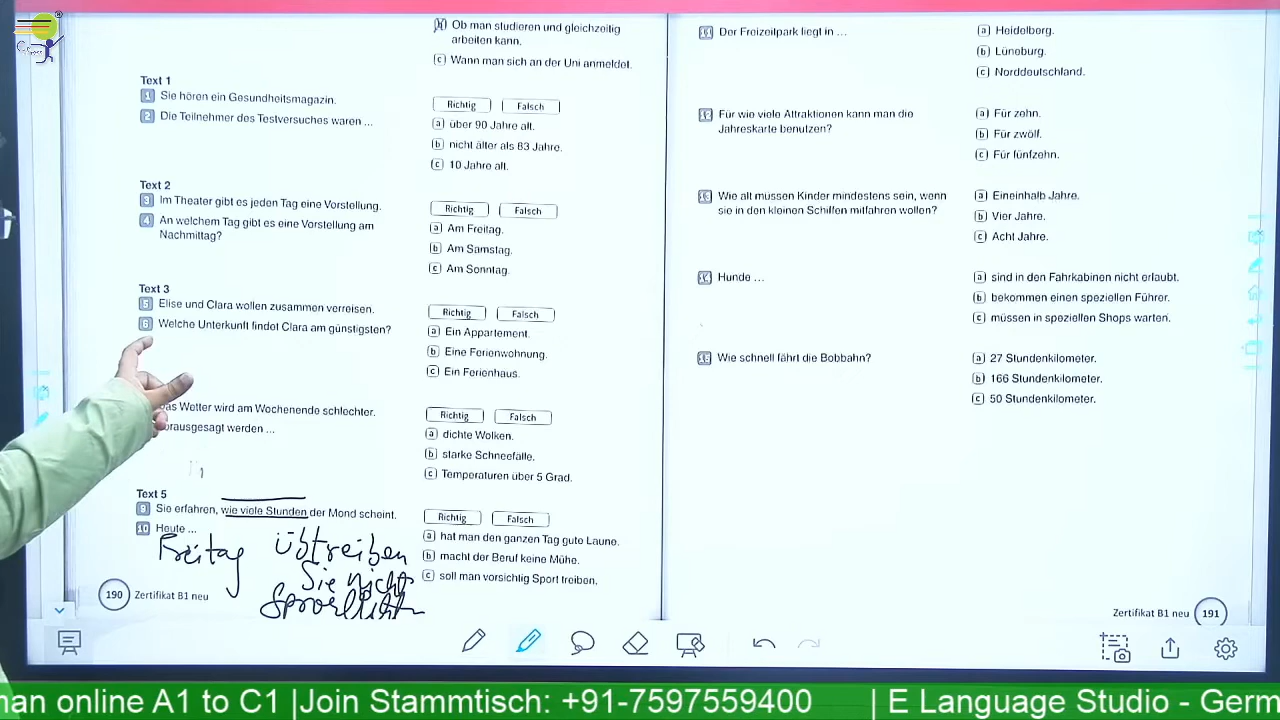 b Ob man studieren und gleichzeitig
arbeiten kann.
c Wann man sich an der Uni anmeldet.
Text 1
1 Sie hören ein Gesundheitsmagazin.
Richtig Falsch
2 Die Teilnehmer des Testversuches waren ...
a über 90 Jahre alt.
b nicht älter als 83 Jahre.
c 10 Jahre alt.
Text 2
3 Im Theater gibt es jeden Tag eine Vorstellung.
Richtig Falsch
4 An welchem Tag gibt es eine Vorstellung am
Nachmittag?
a Am Freitag.
b Am Samstag.
c Am Sonntag.
Text 3
5 Elise und Clara wollen zusammen verreisen.
Richtig Falsch
6 Welche Unterkunft findet Clara am günstigsten?
a Ein Appartement.
b Eine Ferienwohnung.
c Ein Ferienhaus.
Wetter wird am Wochenende schlechter.
Richtig Falsch
werden ...
a dichte Wolken.
b starke Schneefälle.
c Temperaturen über 5 Grad.
Text 5
9 Sie erfahren, wie viele Stunden der Mond scheint.
Richtig Falsch
10 Heute ...
a hat man den ganzen Tag gute Laune.
b macht der Beruf keine Mühe.
c soll man vorsichtig Sport treiben.
Sie nicht
190 Zertifikat B1 neu
Der Freizeitpark liegt in ...
a Heidelberg.
b Lüneburg.
c Norddeutschland.
Für wie viele Attraktionen kann man die
Jahreskarte benutzen?
a Für zehn.
b Für zwölf.
c Für fünfzehn.
Wie alt müssen Kinder mindestens sein, wenn
sie in den kleinen Schiffen mitfahren wollen?
a Eineinhalb Jahre.
b Vier Jahre.
c Acht Jahre.
Hunde ...
a sind in den Fahrkabinen nicht erlaubt.
b bekommen einen speziellen Führer.
c müssen in speziellen Shops warten.
Wie schnell fährt die Bobbahn?
a 27 Stundenkilometer.
b 166 Stundenkilometer.
c 50 Stundenkilometer.
Zertifikat B1 neu 191
man online A1 to C1 |Join Stammtisch: +91-7597559400 | E Language Studio - Germ